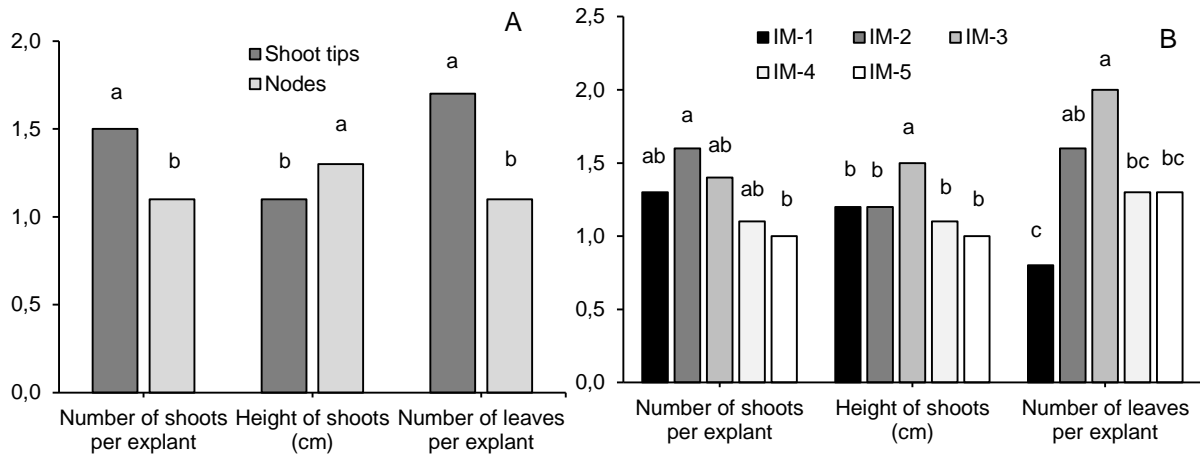 A
2,0
1,5
1,0
0,5
0,0
Shoot tips
Nodes
a
b
b
a
a
b
Number of shoots
per explant
Height of shoots
(cm)
Number of leaves
per explant
B
2,5
2,0
1,5
1,0
0,5
0,0
IM-1 IM-2 IM-3
IM-4 IM-5
ab
a
ab
ab
b
b
b
a
b
b
c
ab
a
bc
bc
Number of shoots
per explant
Height of shoots
(cm)
Number of leaves
per explant